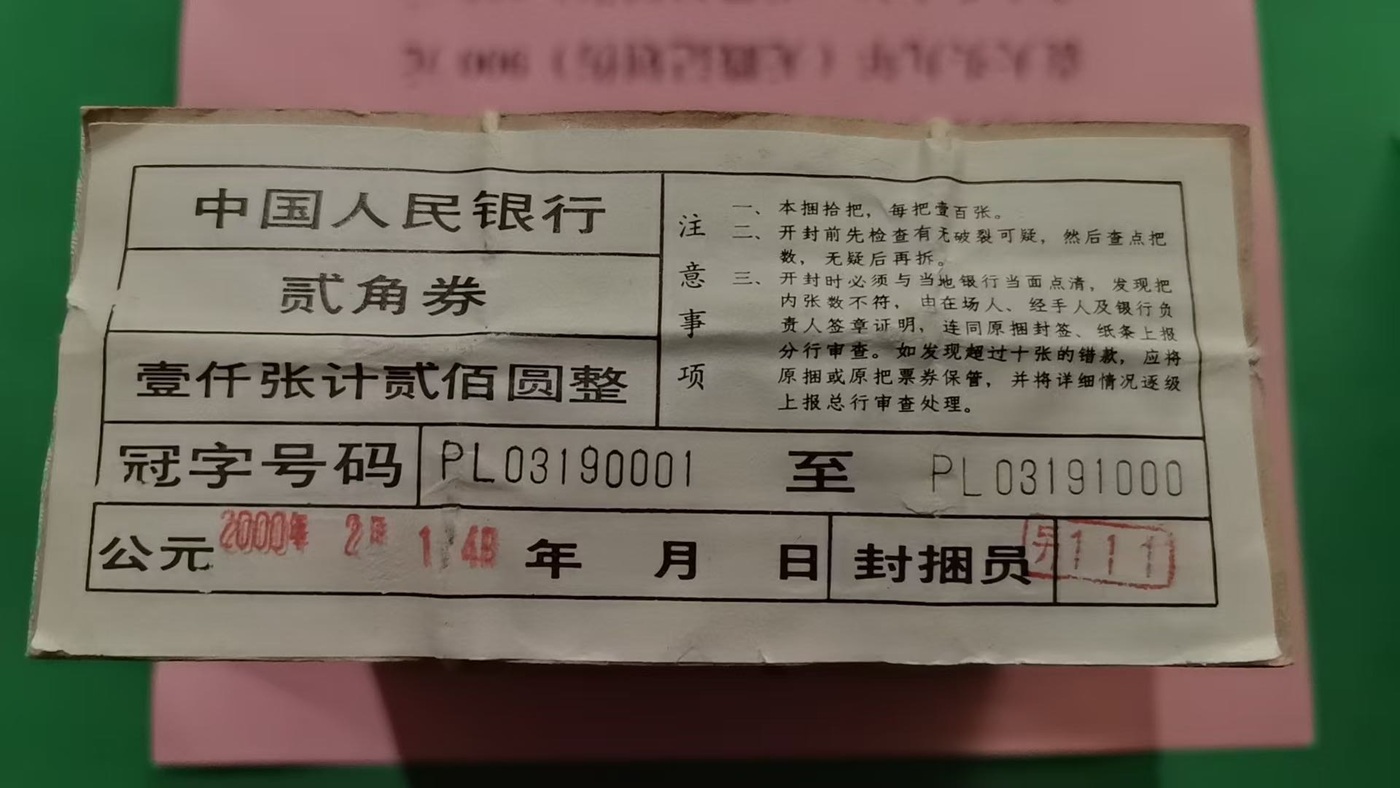 中国人民银行
贰角券
壹仟张计贰佰圆整
注意事项
一、本捆拾把，每把壹百张。
二、开封前先检查有无破裂可疑，然后查点把
数，无疑后再拆。
三、开封时必须与当地银行当面点清，发现把
内张数不符，由在场人、经手人及银行负
责人签章证明，连同原捆封签、纸条上报
分行审查。如发现超过十张的错款，应将
原捆或原把票券保管，并将详细情况逐级
上报总行审查处理。
冠字号码 PL03190001 至 PL03191000
公元 2000年 2月 14日 年 月 日 封捆员 111